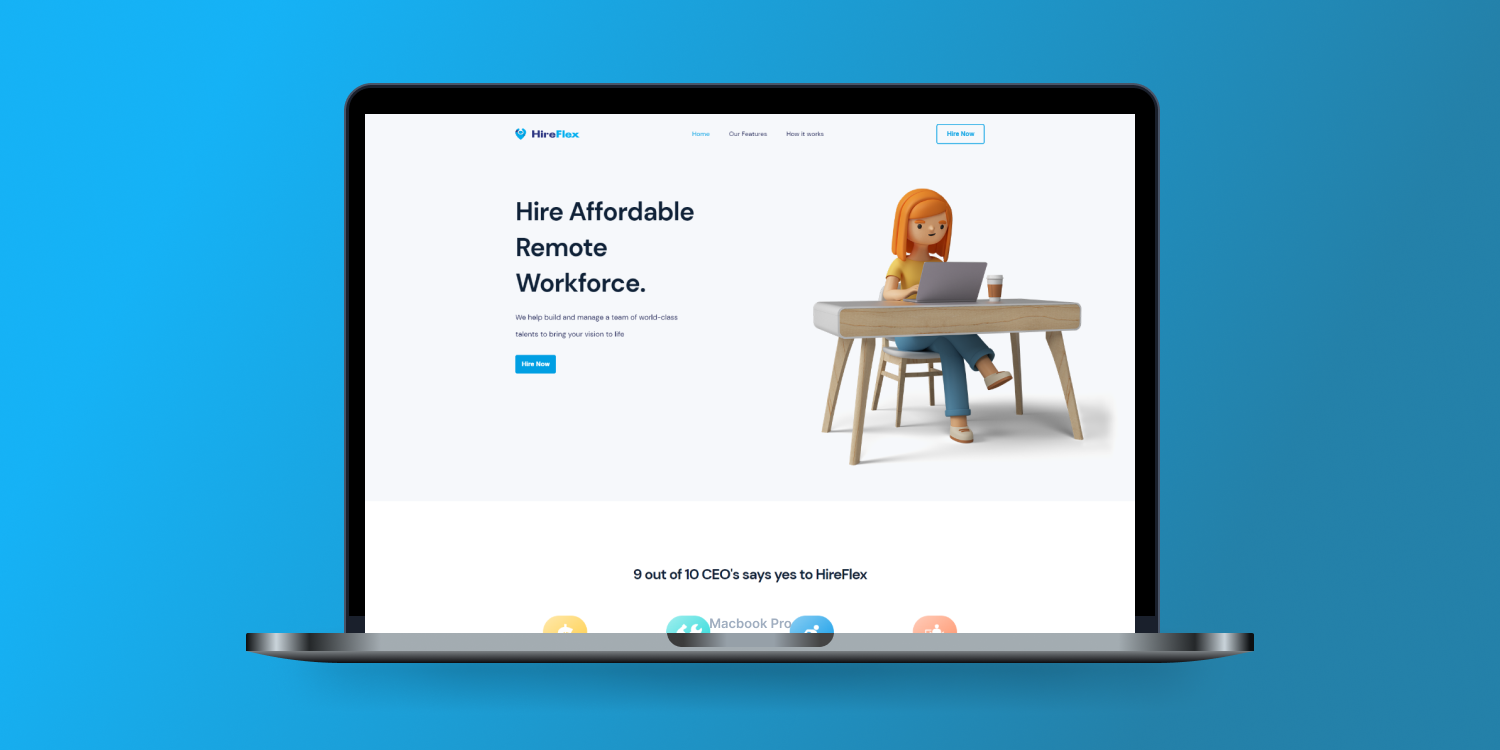 HireFlex
Home
Our Features
How it works
Hire Now
Hire Affordable
Remote
Workforce.
We help build and manage a team of world-class
talents to bring your vision to life
Hire Now
9 out of 10 CEO's says yes to HireFlex
Macbook Pro